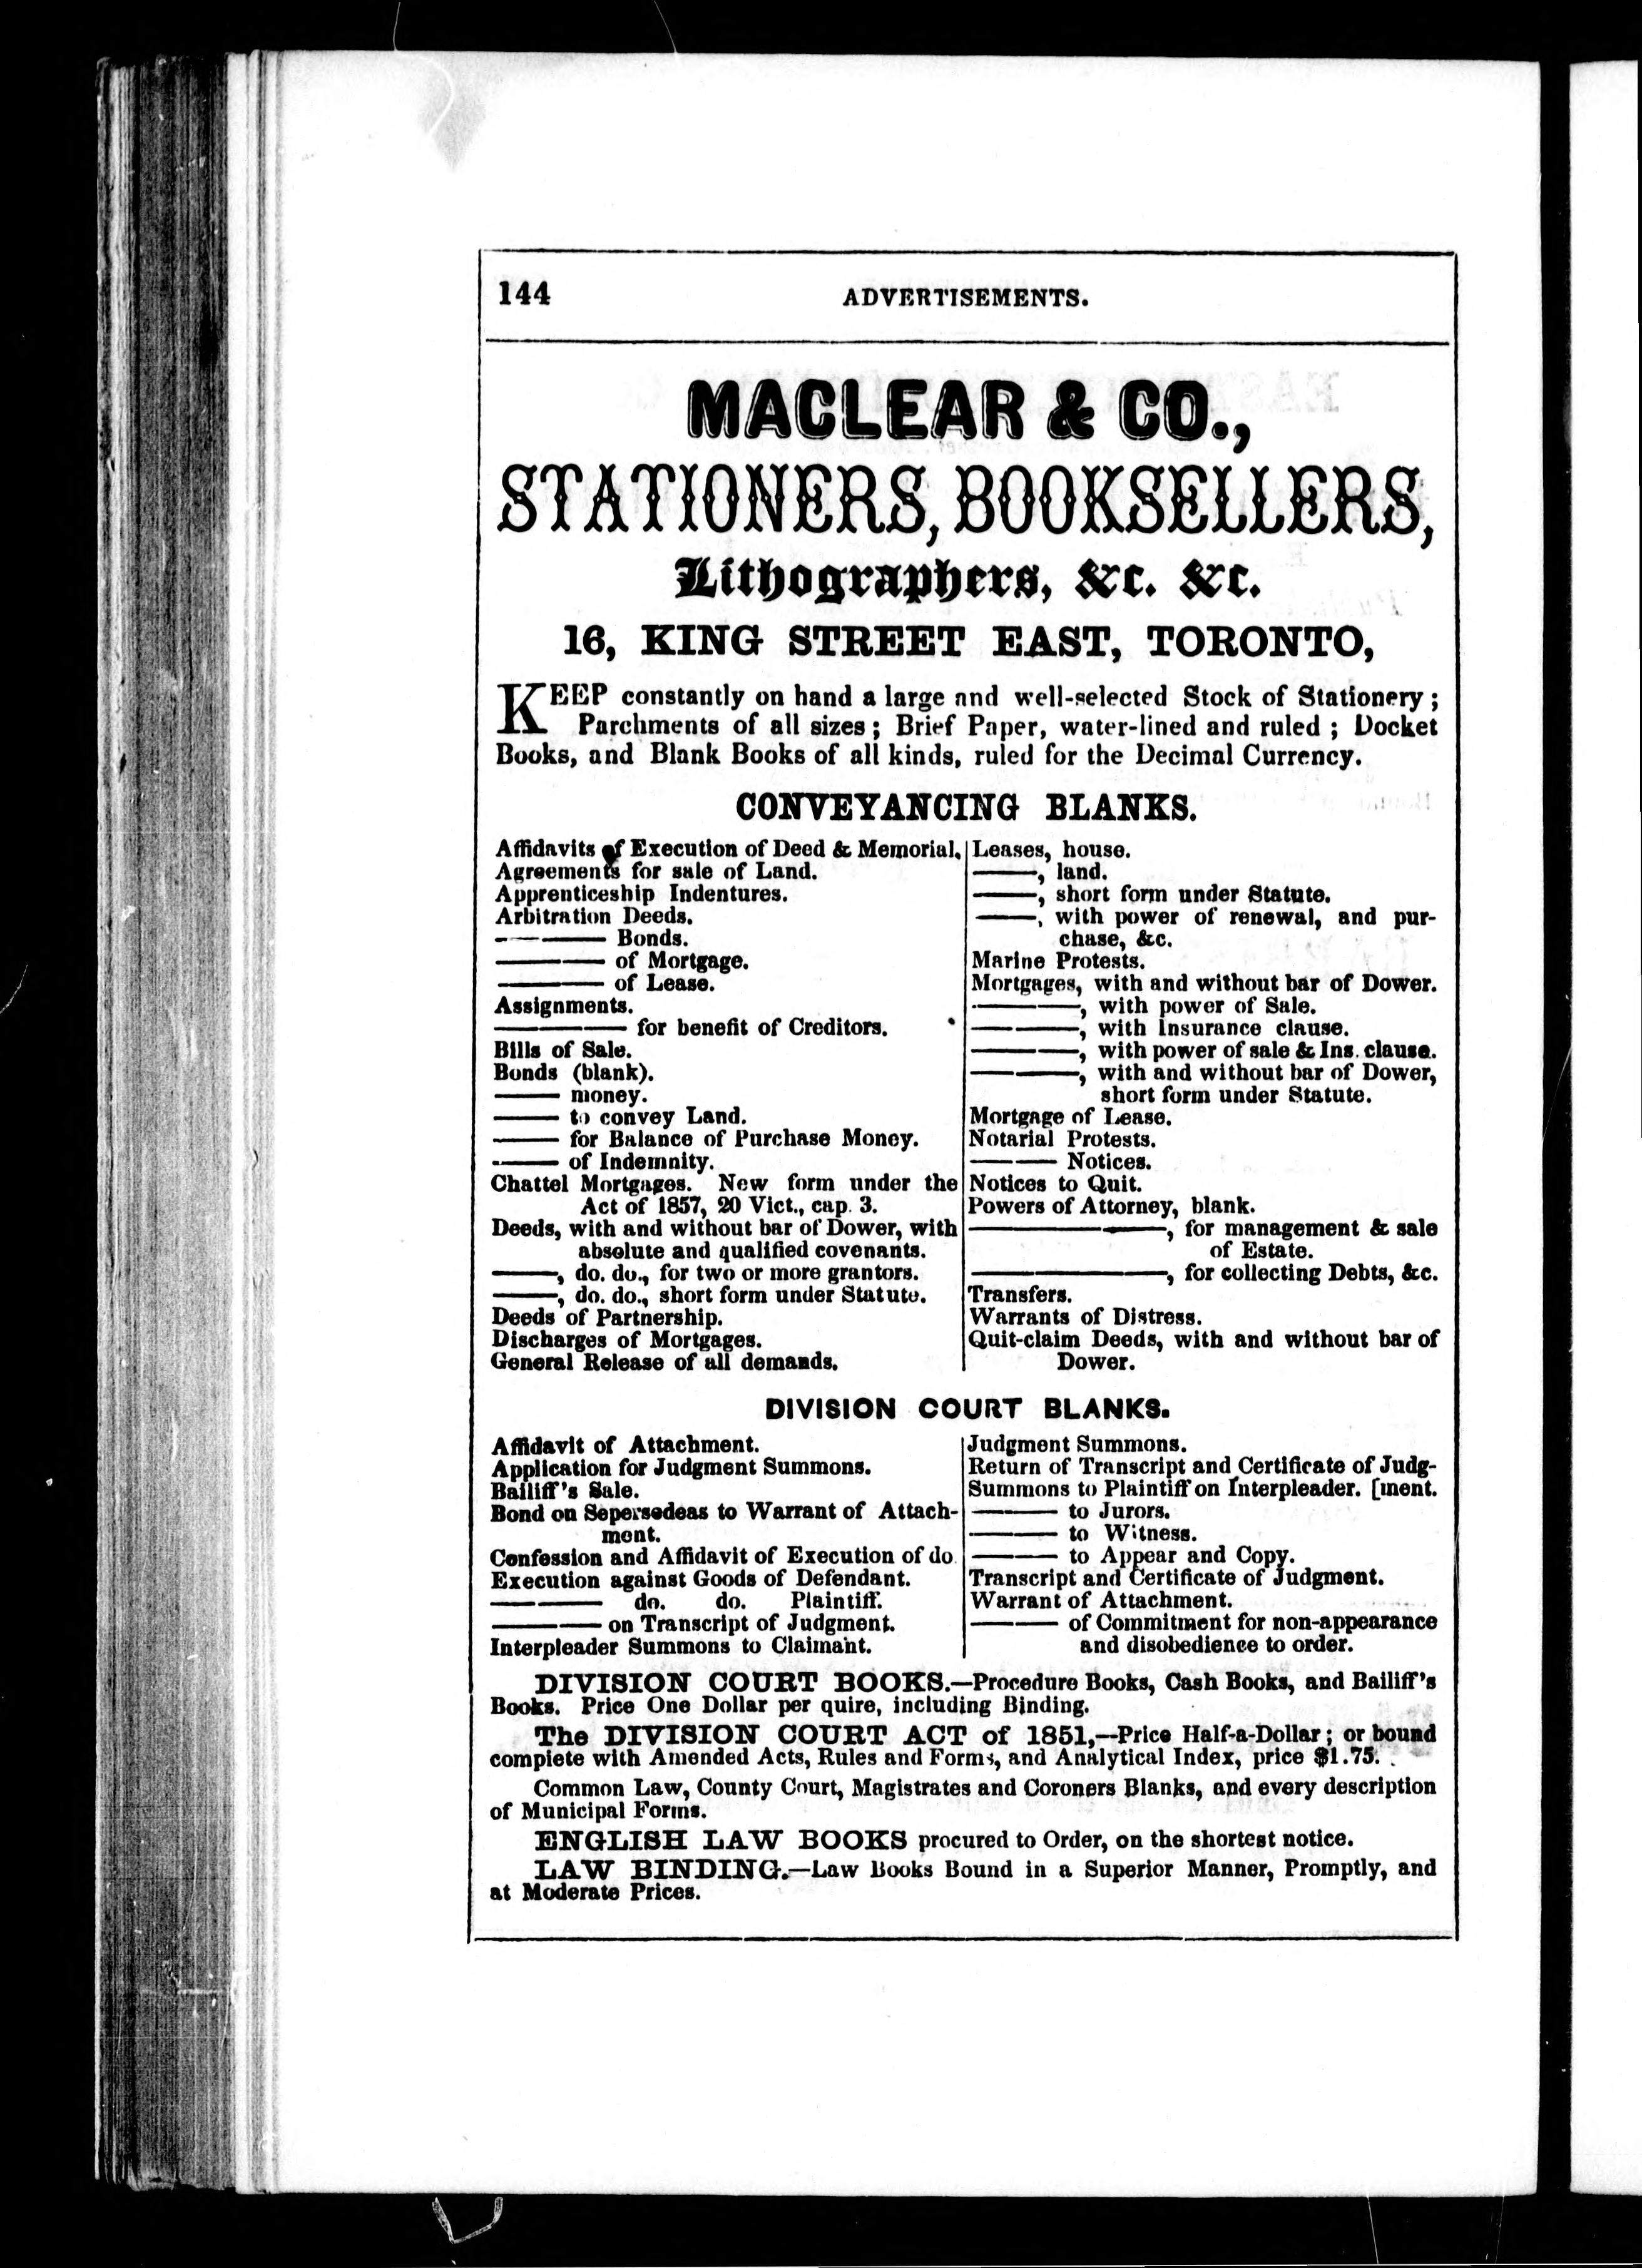 144
ADVERTISEMENTS.
MACLEAR & CO.,
STATIONERS, BOOKSELLERS,
Lithographers, &c. &c.
16, KING STREET EAST, TORONTO,
KEEP constantly on hand a large and well-selected Stock of Stationery;
Parchments of all sizes; Brief Paper, water-lined and ruled; Docket
Books, and Blank Books of all kinds, ruled for the Decimal Currency.
CONVEYANCING BLANKS.
Affidavits of Execution of Deed & Memorial.
Agreements for sale of Land.
Apprenticeship Indentures.
Arbitration Deeds.
——— Bonds.
——— of Mortgage.
——— of Lease.
Assignments.
——— for benefit of Creditors.
Bills of Sale.
Bonds (blank).
—— money.
—— to convey Land.
—— for Balance of Purchase Money.
—— of Indemnity.
Chattel Mortgages. New form under the
Act of 1857, 20 Vict., cap. 3.
Deeds, with and without bar of Dower, with
absolute and qualified covenants.
——, do. do., for two or more grantors.
——, do. do., short form under Statute.
Deeds of Partnership.
Discharges of Mortgages.
General Release of all demands.
Leases, house.
——, land.
——, short form under Statute.
——, with power of renewal, and pur-
chase, &c.
Marine Protests.
Mortgages, with and without bar of Dower.
———, with power of Sale.
———, with Insurance clause.
———, with power of sale & Ins. clause.
———, with and without bar of Dower,
short form under Statute.
Mortgage of Lease.
Notarial Protests.
——— Notices.
Notices to Quit.
Powers of Attorney, blank.
—————, for management & sale
of Estate.
—————, for collecting Debts, &c.
Transfers.
Warrants of Distress.
Quit-claim Deeds, with and without bar of
Dower.
DIVISION COURT BLANKS.
Affidavit of Attachment.
Application for Judgment Summons.
Bailiff's Sale.
Bond on Sepersedeas to Warrant of Attach-
ment.
Confession and Affidavit of Execution of do
Execution against Goods of Defendant.
——— do. do. Plaintiff.
——— on Transcript of Judgment.
Interpleader Summons to Claimant.
Judgment Summons.
Return of Transcript and Certificate of Judg-
Summons to Plaintiff on Interpleader. [ment.
——— to Jurors.
——— to Witness.
——— to Appear and Copy.
Transcript and Certificate of Judgment.
Warrant of Attachment.
——— of Commitment for non-appearance
and disobedience to order.
DIVISION COURT BOOKS.—Procedure Books, Cash Books, and Bailiff's
Books. Price One Dollar per quire, including Binding.
The DIVISION COURT ACT of 1851,—Price Half-a-Dollar; or bound
complete with Amended Acts, Rules and Forms, and Analytical Index, price $1.75.
Common Law, County Court, Magistrates and Coroners Blanks, and every description
of Municipal Forms.
ENGLISH LAW BOOKS procured to Order, on the shortest notice.
LAW BINDING.—Law Books Bound in a Superior Manner, Promptly, and
at Moderate Prices.